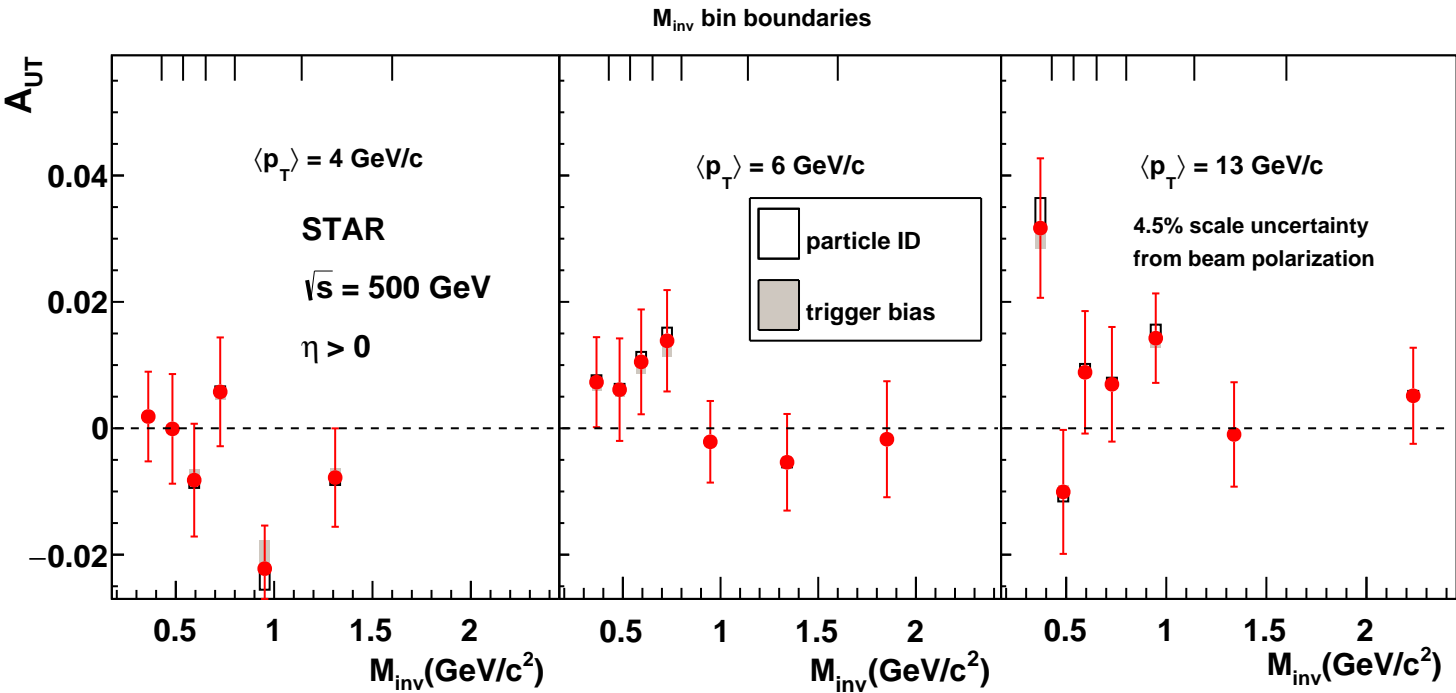 M_inv bin boundaries
A_UT
0.04
0.02
0
−0.02
⟨p_T⟩ = 4 GeV/c
STAR
√s = 500 GeV
η > 0
⟨p_T⟩ = 6 GeV/c
particle ID
trigger bias
⟨p_T⟩ = 13 GeV/c
4.5% scale uncertainty
from beam polarization
0.5 1 1.5 2
0.5 1 1.5 2
0.5 1 1.5 2
M_inv(GeV/c²)
M_inv(GeV/c²)
M_inv(GeV/c²)